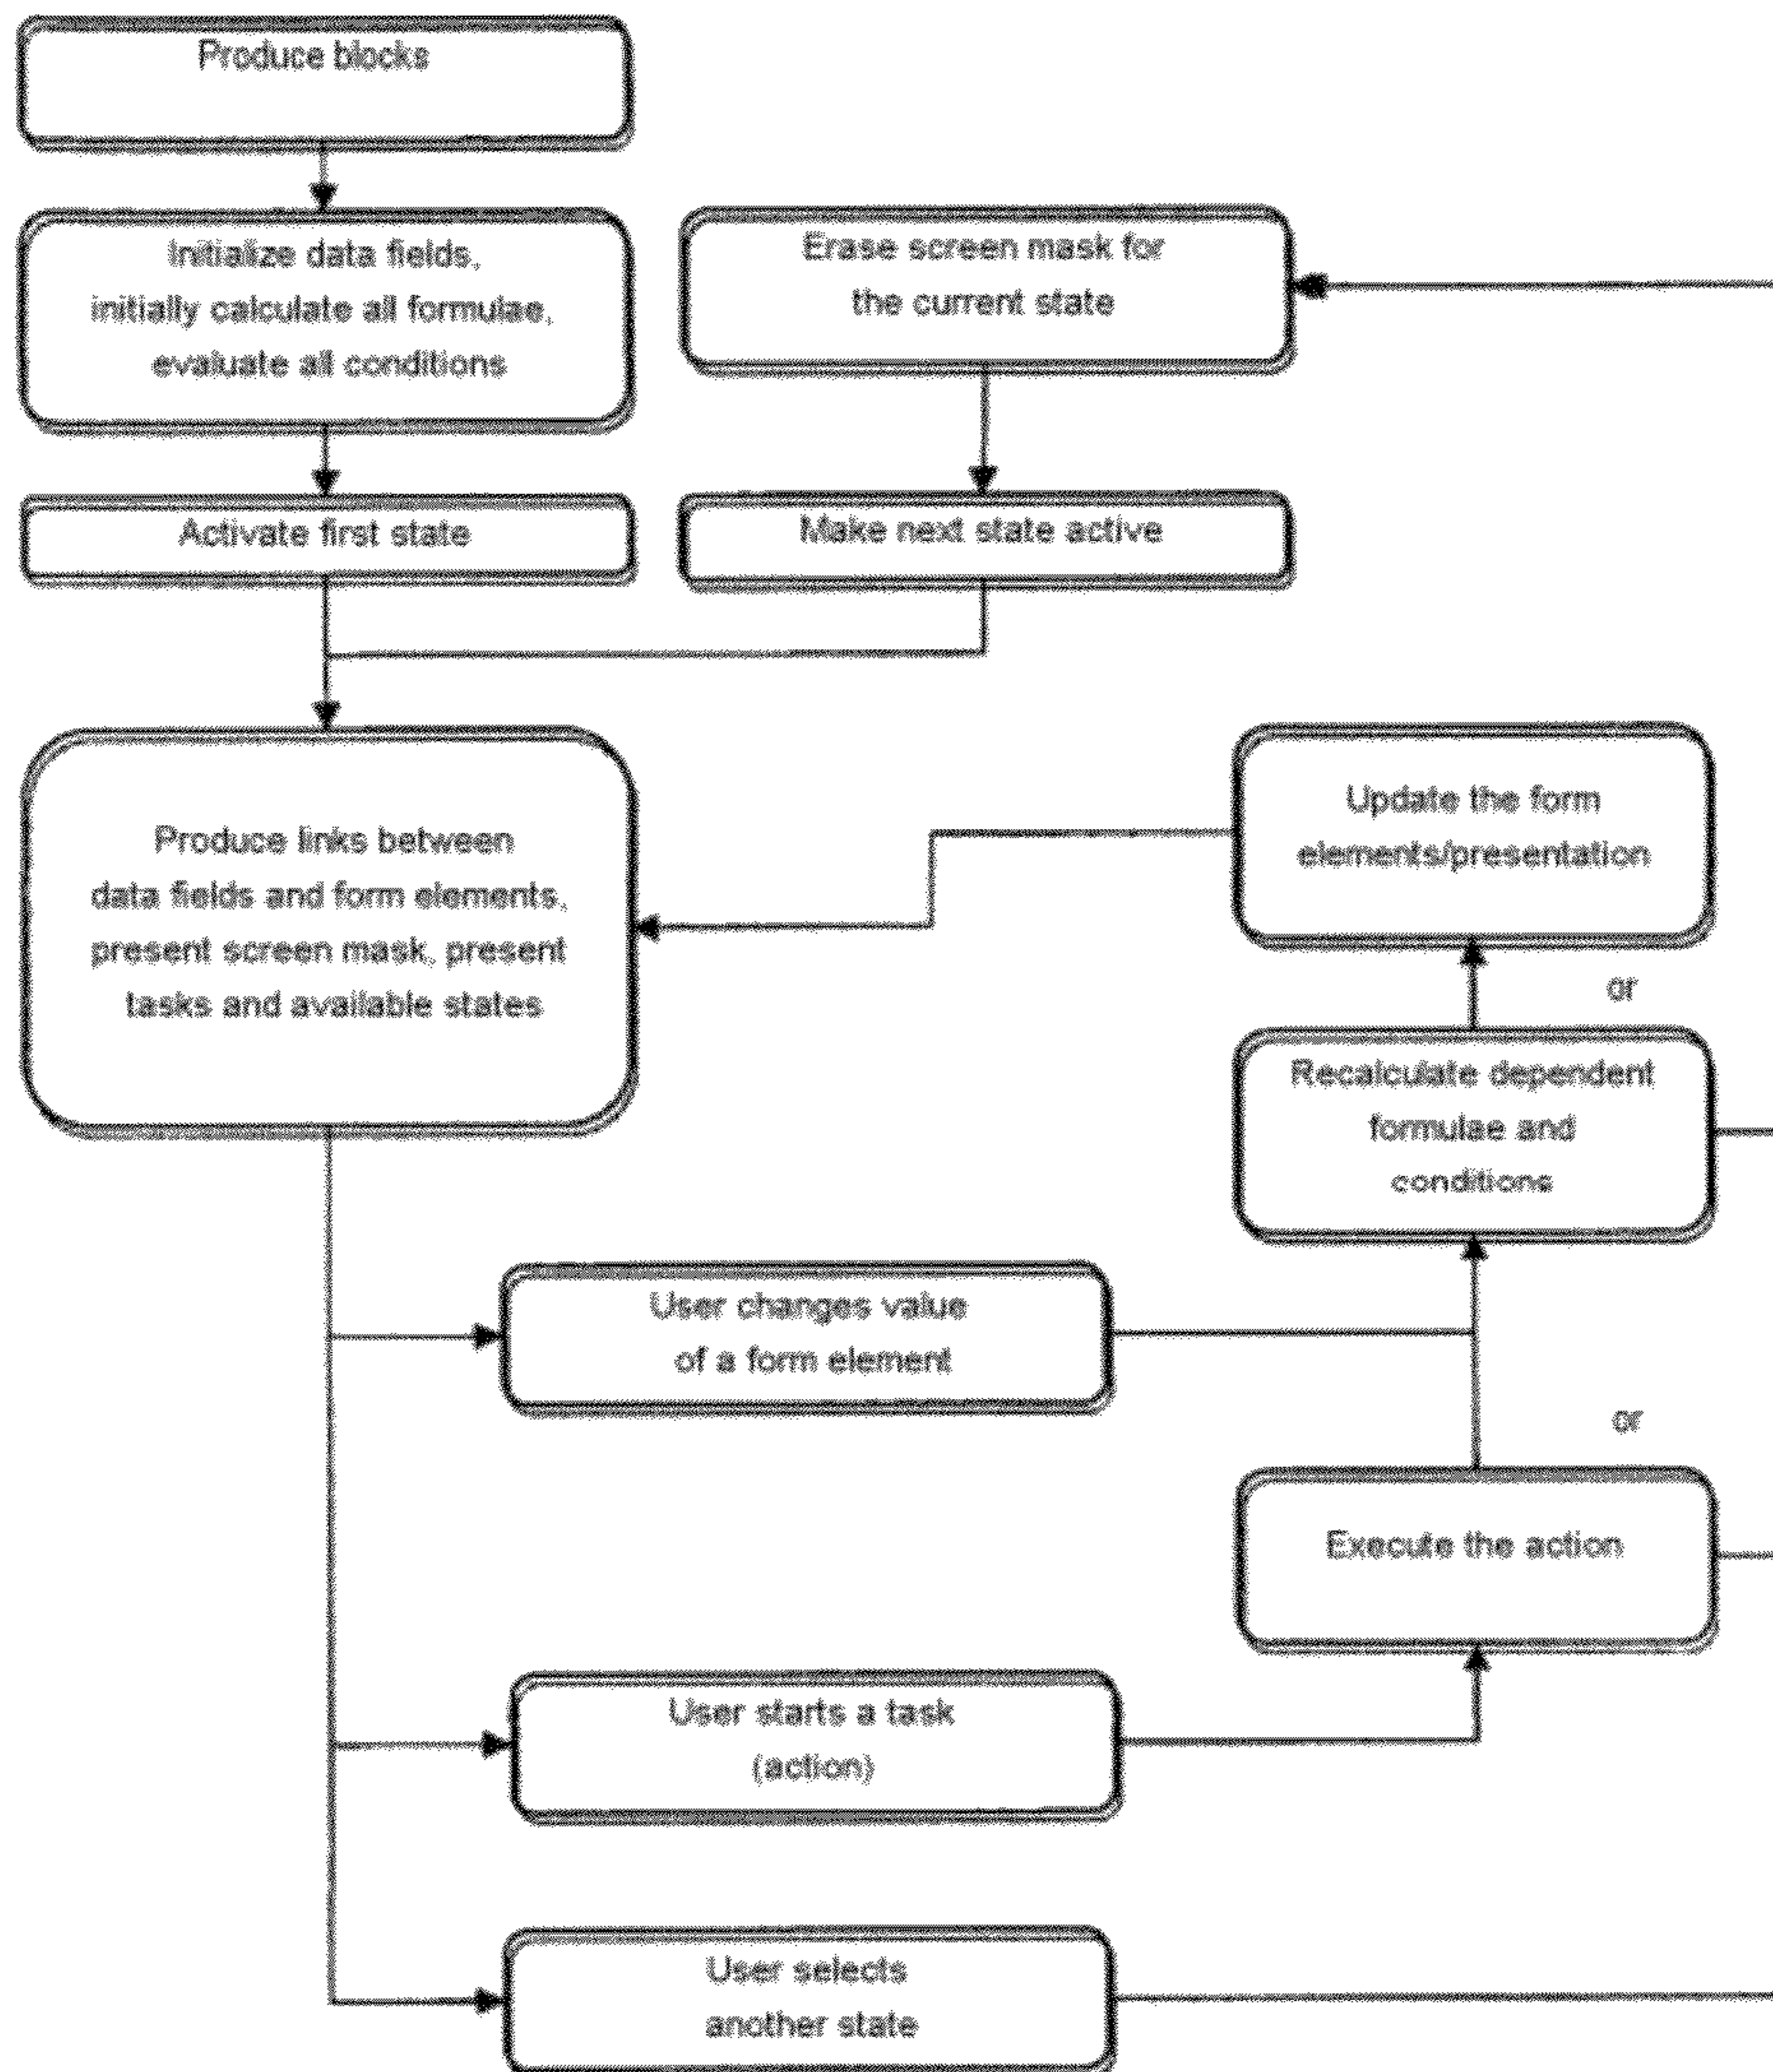 Produce blocks
Initialize data fields,
initially calculate all formulae,
evaluate all conditions
Erase screen mask for
the current state
Activate first state
Make next state active
Produce links between
data fields and form elements,
present screen mask, present
tasks and available states
Update the form
elements/presentation
or
Recalculate dependent
formulae and
conditions
User changes value
of a form element
or
Execute the action
User starts a task
(action)
User selects
another state